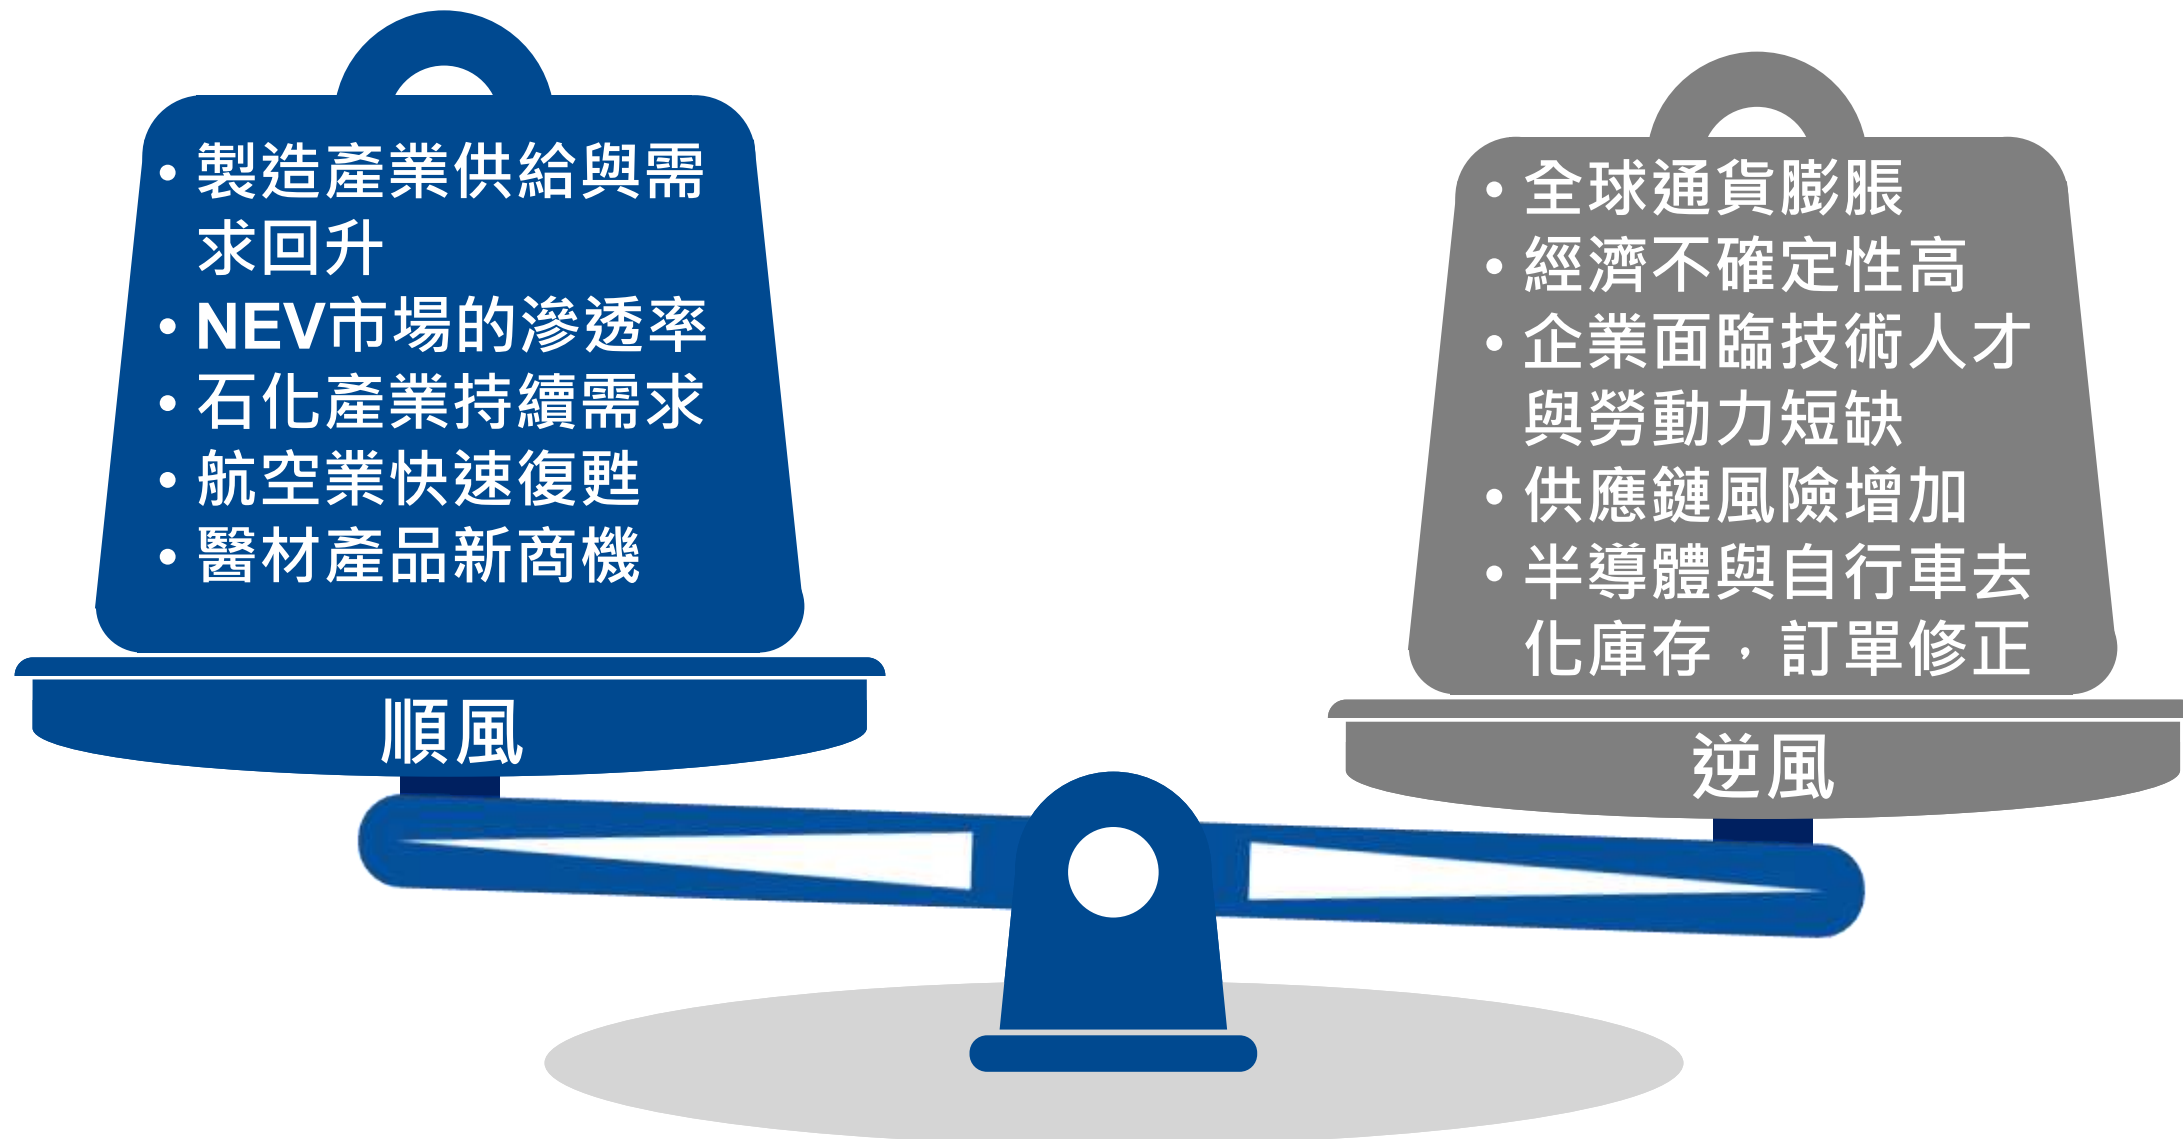 • 製造產業供給與需
求回升
• NEV市場的滲透率
• 石化產業持續需求
• 航空業快速復甦
• 醫材產品新商機
順風
• 全球通貨膨脹
• 經濟不確定性高
• 企業面臨技術人才
與勞動力短缺
• 供應鏈風險增加
• 半導體與自行車去
化庫存，訂單修正
逆風